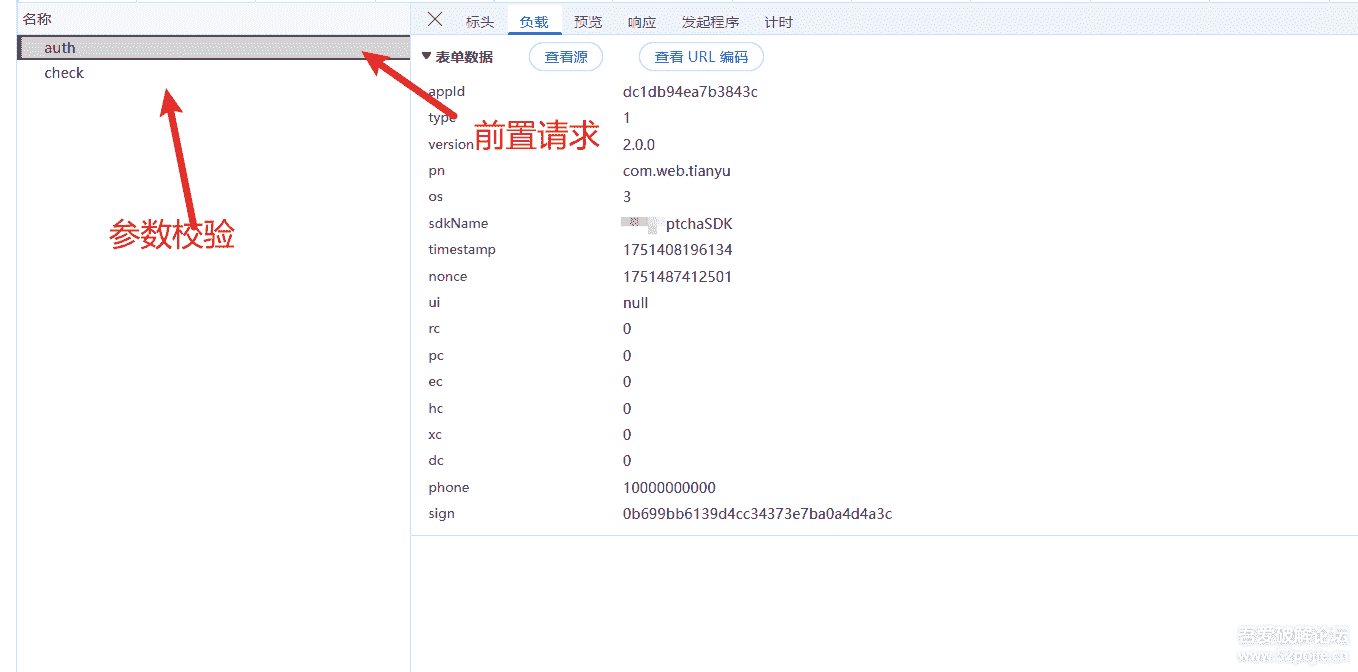 名称
标头 负载 预览 响应 发起程序 计时
auth
check
表单数据 查看源 查看 URL 编码
appId dc1db94ea7b3843c
type 1
前置请求
version 2.0.0
pn com.web.tianyu
os 3
参数校验
sdkName ptchaSDK
timestamp 1751408196134
nonce 1751487412501
ui null
rc 0
pc 0
ec 0
hc 0
xc 0
dc 0
phone 10000000000
sign 0b699bb6139d4cc34373e7ba0a4d4a3c
吾爱破解论坛
www.52pojie.cn